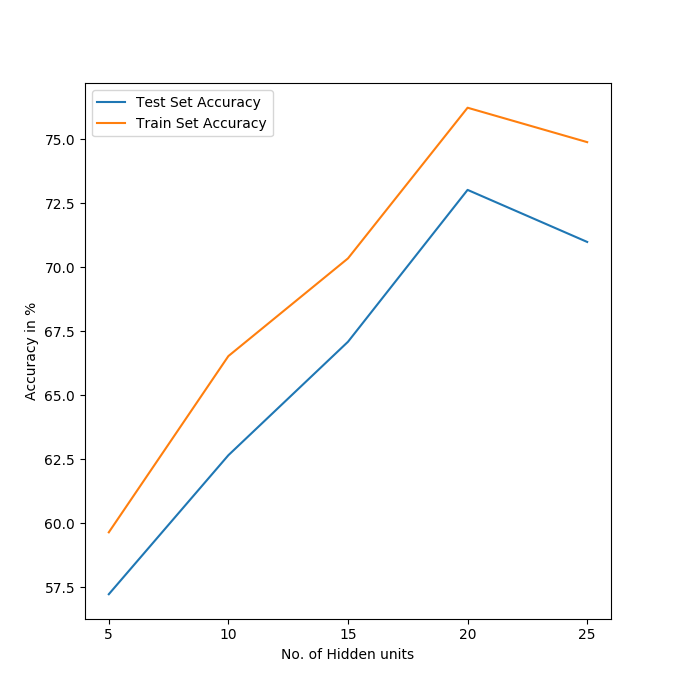 Test Set Accuracy
Train Set Accuracy
75.0
72.5
70.0
67.5
65.0
62.5
60.0
57.5
Accuracy in %
5 10 15 20 25
No. of Hidden units